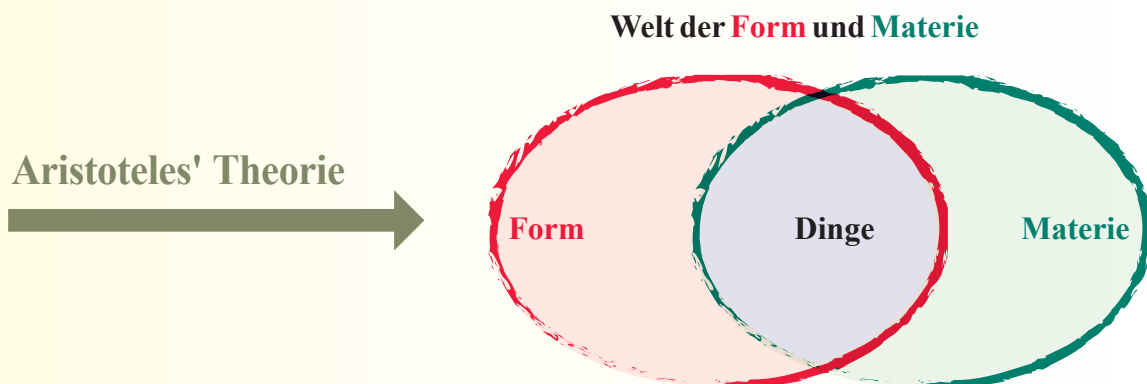 Welt der Form und Materie
Aristoteles' Theorie
Form
Dinge
Materie